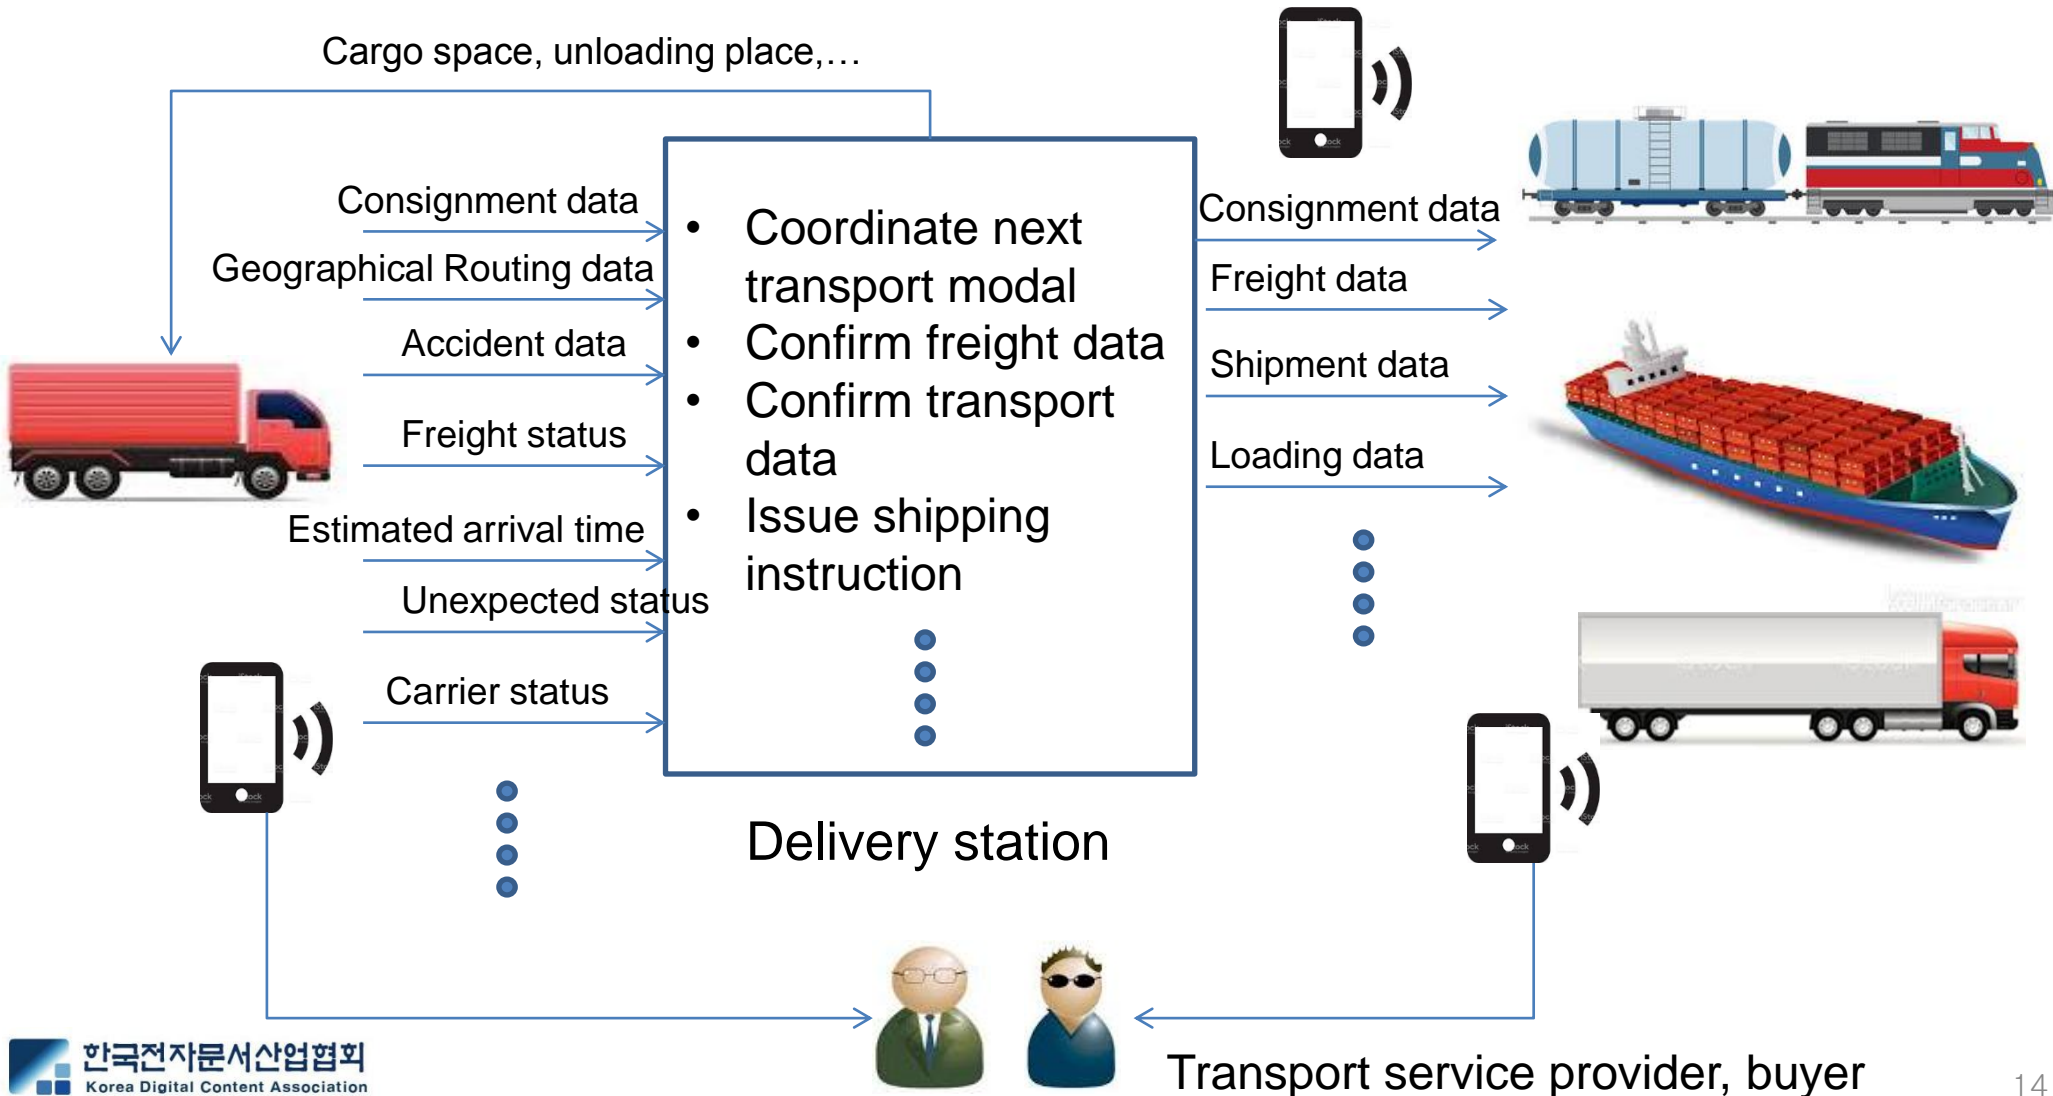 Cargo space, unloading place,…
Consignment data
Geographical Routing data
Accident data
Freight status
Estimated arrival time
Unexpected status
Carrier status
• Coordinate next
transport modal
• Confirm freight data
• Confirm transport
data
• Issue shipping
instruction
Delivery station
Consignment data
Freight data
Shipment data
Loading data
Transport service provider, buyer
한국전자문서산업협회
Korea Digital Content Association
14